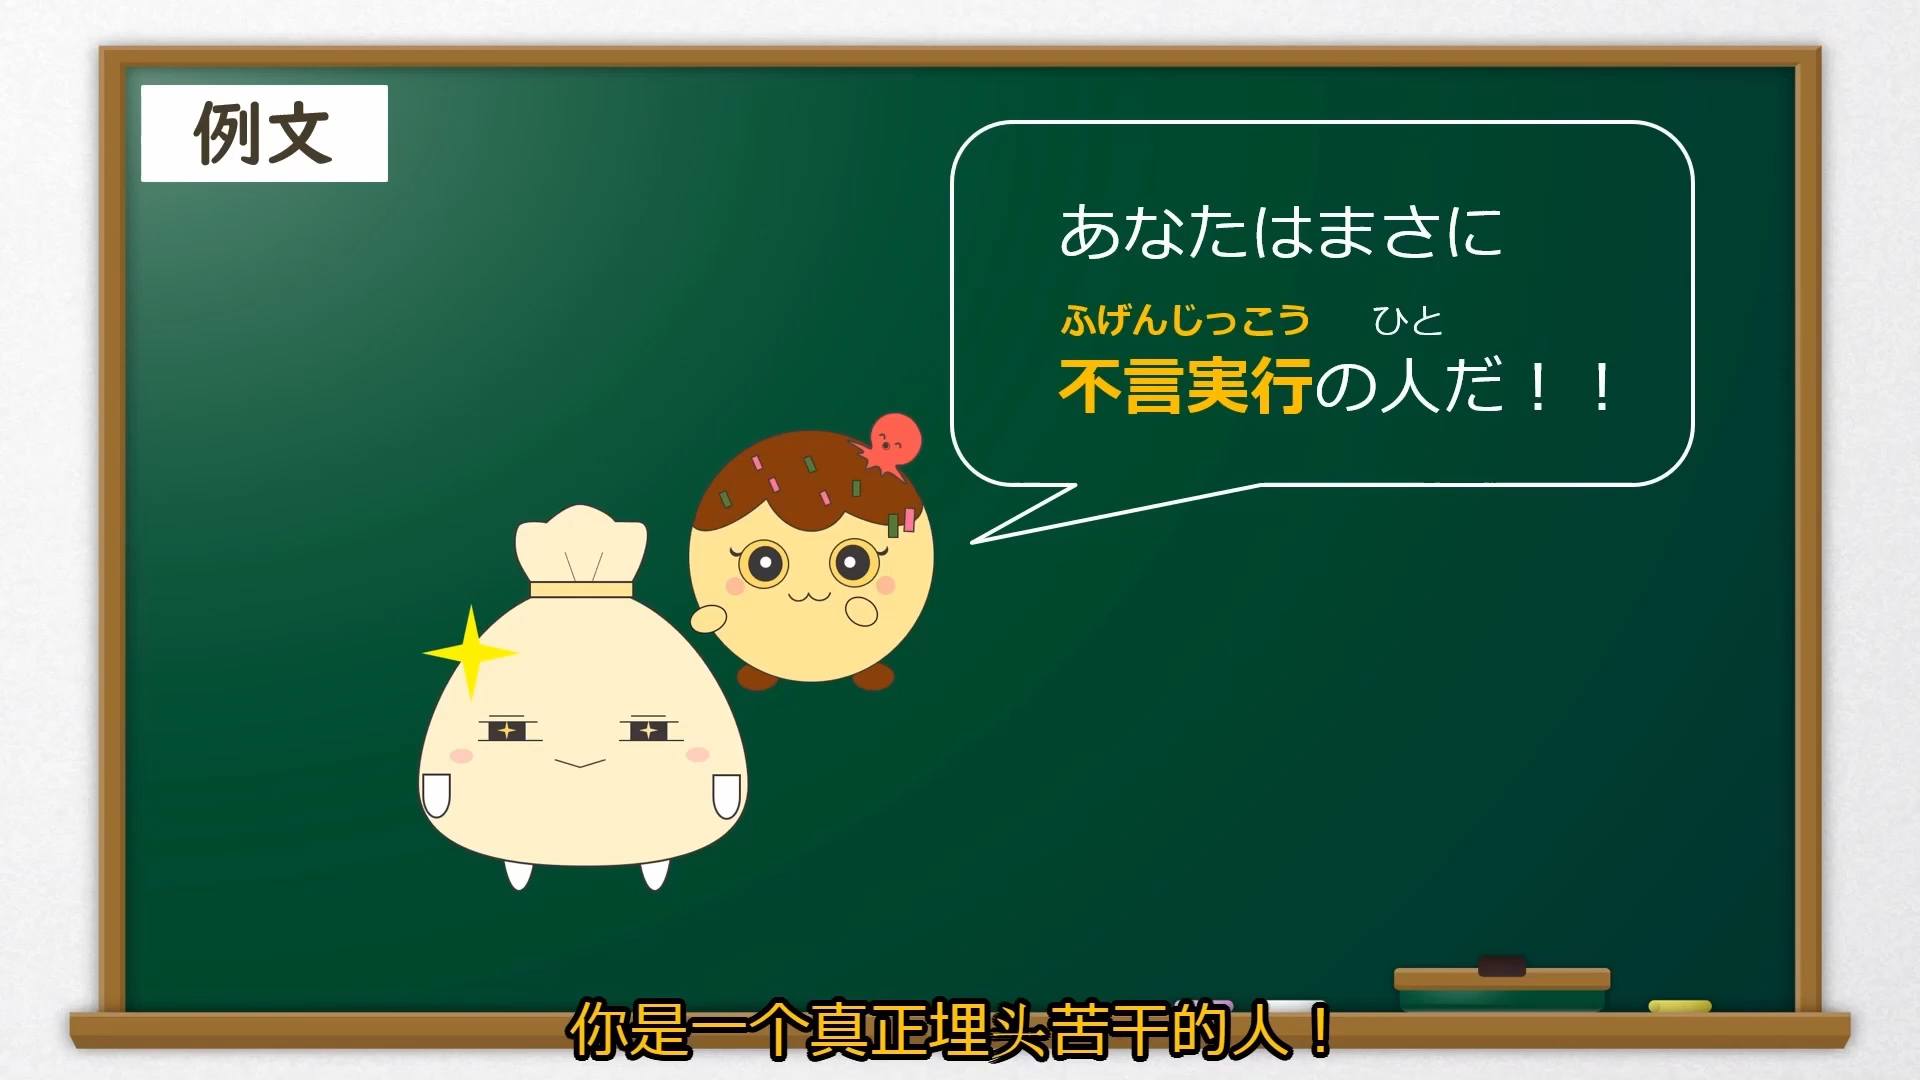 例文
あなたはまさに
ふげんじっこう ひと
不言実行の人だ！！
你是一个真正埋头苦干的人！